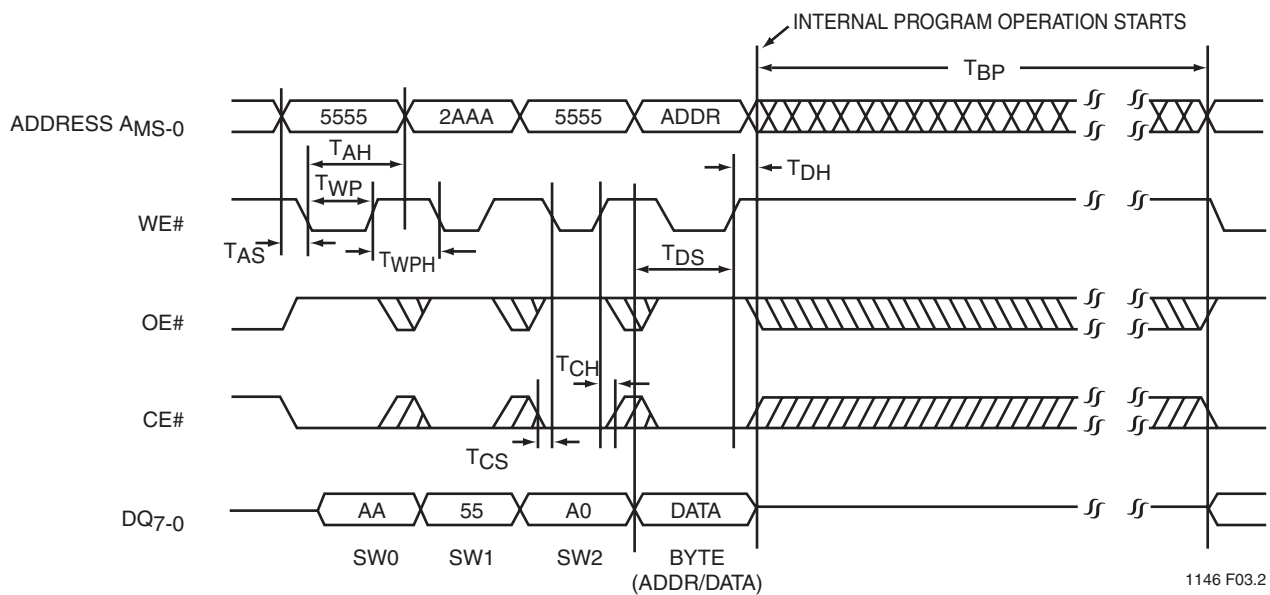 INTERNAL PROGRAM OPERATION STARTS
TBP
ADDRESS AMS-0
5555
2AAA
5555
ADDR
TAH
TDH
TWP
WE#
TAS
TWPH
TDS
OE#
TCH
CE#
TCS
DQ7-0
AA
55
A0
DATA
SW0
SW1
SW2
BYTE
(ADDR/DATA)
1146 F03.2